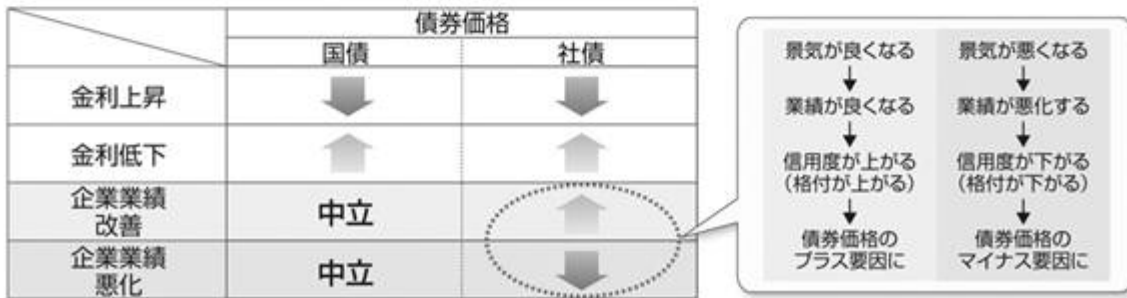 債券価格
国債
社債
金利上昇
金利低下
企業業績
改善
中立
企業業績
悪化
中立
景気が良くなる
業績が良くなる
信用度が上がる
(格付が上がる)
債券価格の
プラス要因に
景気が悪くなる
業績が悪化する
信用度が下がる
(格付が下がる)
債券価格の
マイナス要因に